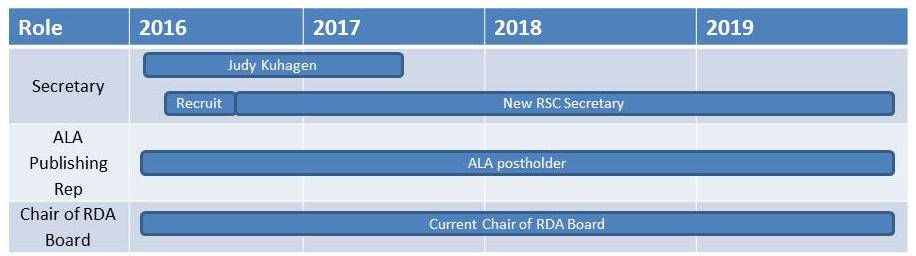 Role 2016 2017 2018 2019
Secretary
Judy Kuhagen
Recruit New RSC Secretary
ALA
Publishing
Rep
ALA postholder
Chair of RDA
Board
Current Chair of RDA Board